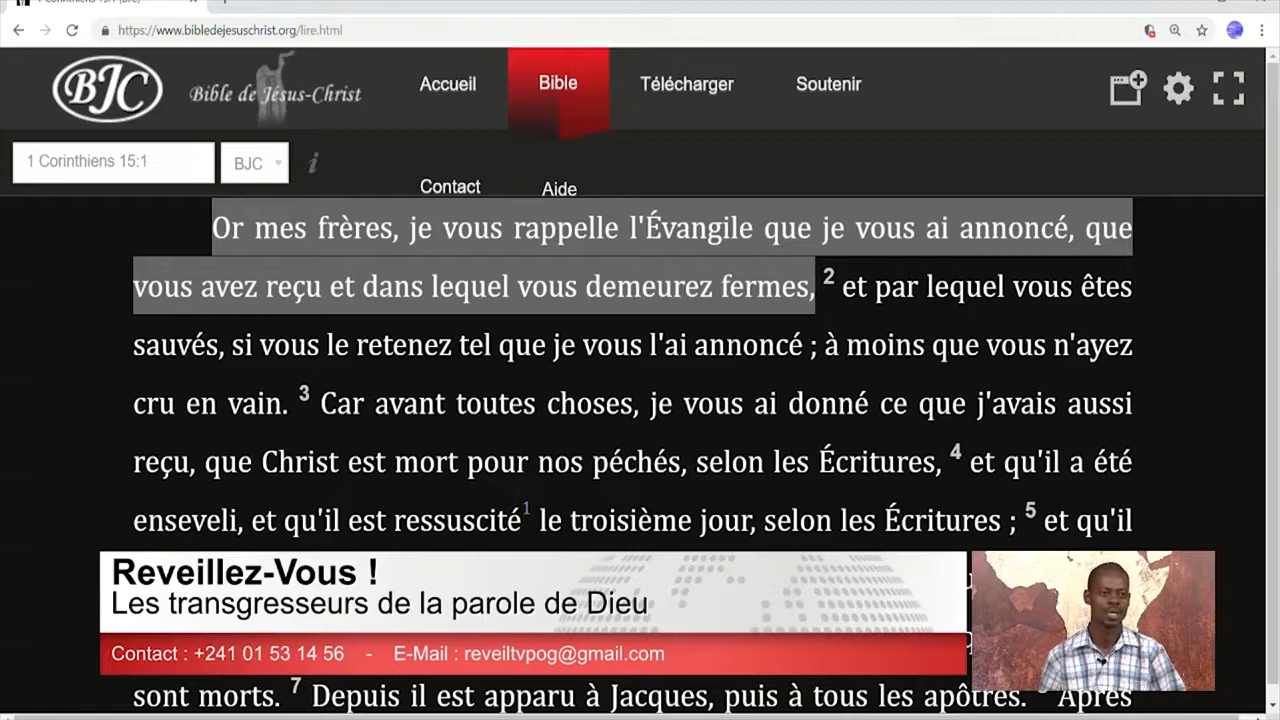 1 Corinthiens 15:1 (BJC)
https://www.bibledejesuschrist.org/lire.html
BJC Bible de Jésus-Christ Accueil Bible Télécharger Soutenir
1 Corinthiens 15:1 BJC i
Contact Aide
Or mes frères, je vous rappelle l'Évangile que je vous ai annoncé, que
vous avez reçu et dans lequel vous demeurez fermes, 2 et par lequel vous êtes
sauvés, si vous le retenez tel que je vous l'ai annoncé ; à moins que vous n'ayez
cru en vain. 3 Car avant toutes choses, je vous ai donné ce que j'avais aussi
reçu, que Christ est mort pour nos péchés, selon les Écritures, 4 et qu'il a été
enseveli, et qu'il est ressuscité1 le troisième jour, selon les Écritures ; 5 et qu'il
Reveillez-Vous !
Les transgresseurs de la parole de Dieu
Contact : +241 01 53 14 56 - E-Mail : reveiltvpog@gmail.com
sont morts. 7 Depuis il est apparu à Jacques, puis à tous les apôtres. Après